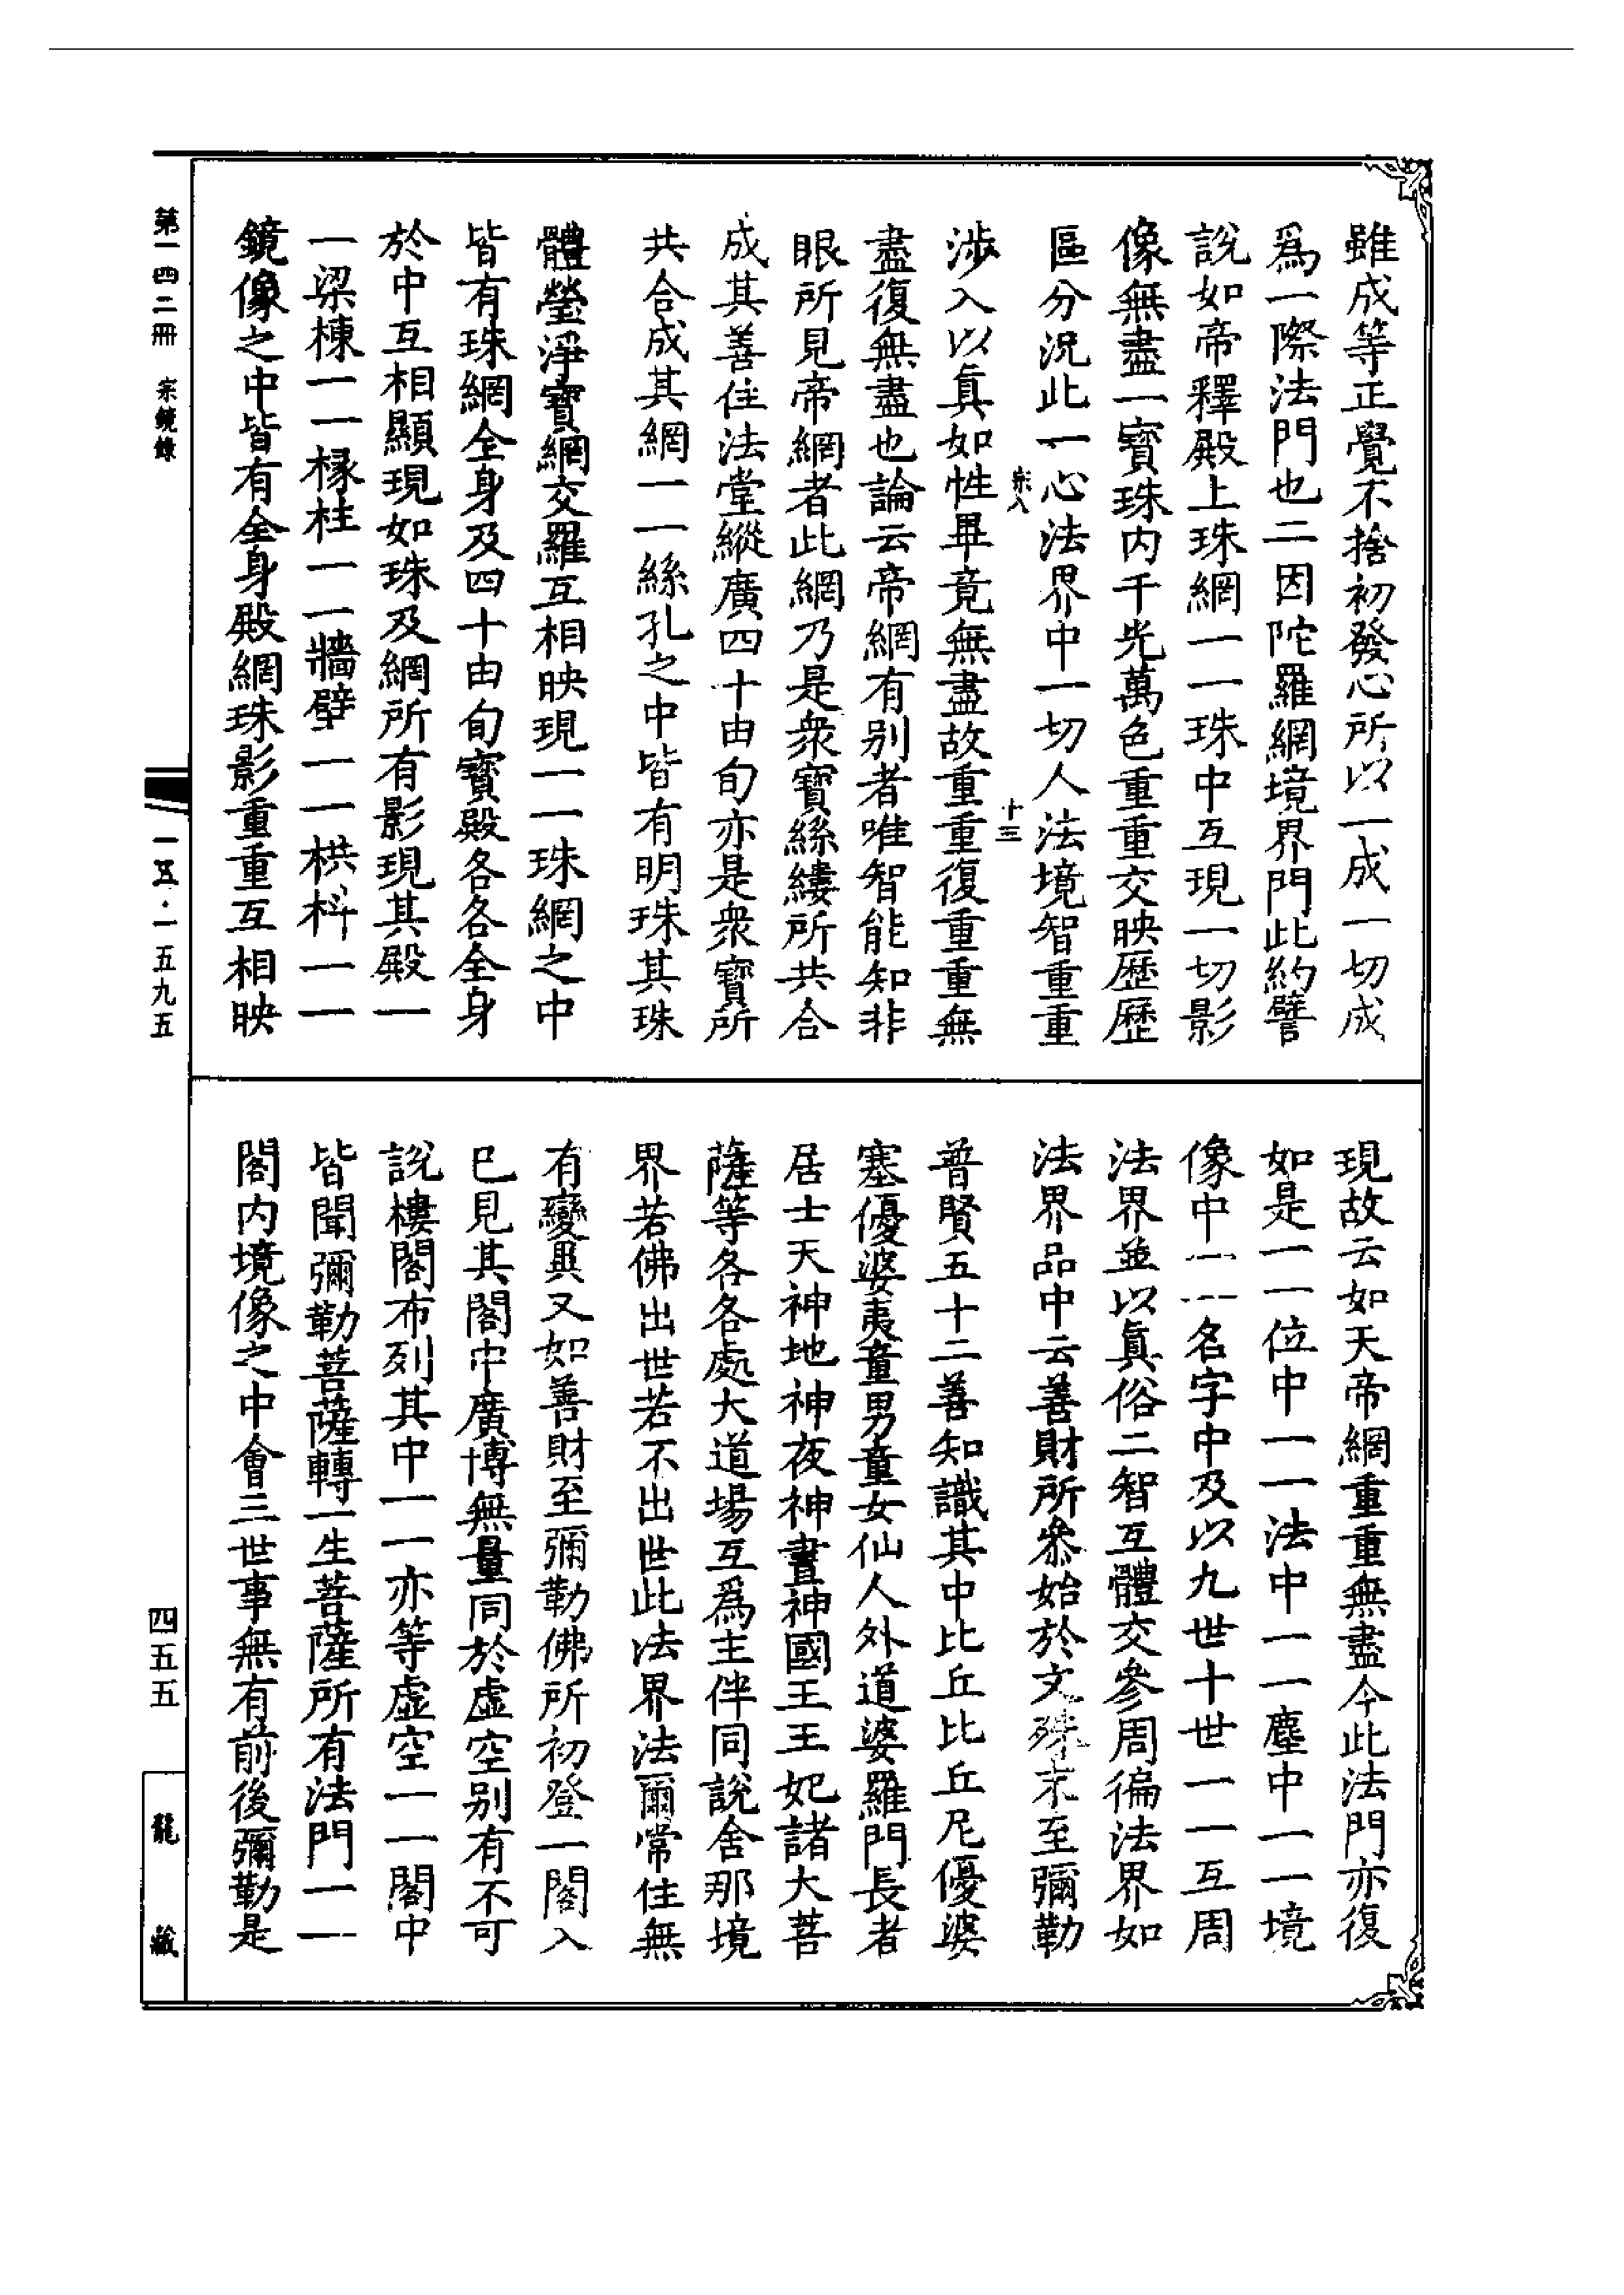 雖成等正覺不捨初發心所以一成一切成
爲一際法門也二因陀羅網境界門此約譬
說如帝釋殿上珠網一一珠中互現一切影
像無盡一寶珠内千光萬色重重交映歷歷
區分況此一心法界中一切人法境智重重
宗八 十三
涉入以眞如性畢竟無盡故重重復重重無
盡復無盡也論云帝網有别者唯智能知非
眼所見帝網者此網乃是衆寶絲縷所共合
成其善住法堂縱廣四十由旬亦是衆寶所
共合成其網一一絲孔之中皆有明珠其珠
體瑩淨寶網交羅互相映現一一珠網之中
皆有珠網全身及四十由旬寶殿各各全身
於中互相顯現如珠及網所有影現其殿一
一梁棟一一椽柱一一牆壁一一栱枓一一
鏡像之中皆有全身殿網珠影重重互相映
現故云如天帝網重重無盡今此法門亦復
如是一一位中一一法中一一塵中一一境
像中一一名字中及以九世十世一一互周
法界並以眞俗二智互體交參周徧法界如
法界品中云善財所叅始於文殊末至彌勒
普賢五十二善知識其中比丘比丘尼優婆
塞優婆夷童男童女仙人外道婆羅門長者
居士天神地神夜神晝神國王王妃諸大菩
薩等各各處大道場互爲主伴同說舍那境
界若佛出世若不出世此法界法爾常住無
有變異又如善財至彌勒佛所初登一閣入
已見其閣中廣博無量同於虚空别有不可
說樓閣布列其中一一亦等虚空一一閣中
皆聞彌勒菩薩轉一生菩薩所有法門一一
閣内境像之中會三世事無有前後彌勒是
第一四二冊 宗鏡錄
一五五·一五九五
四五五
龍藏